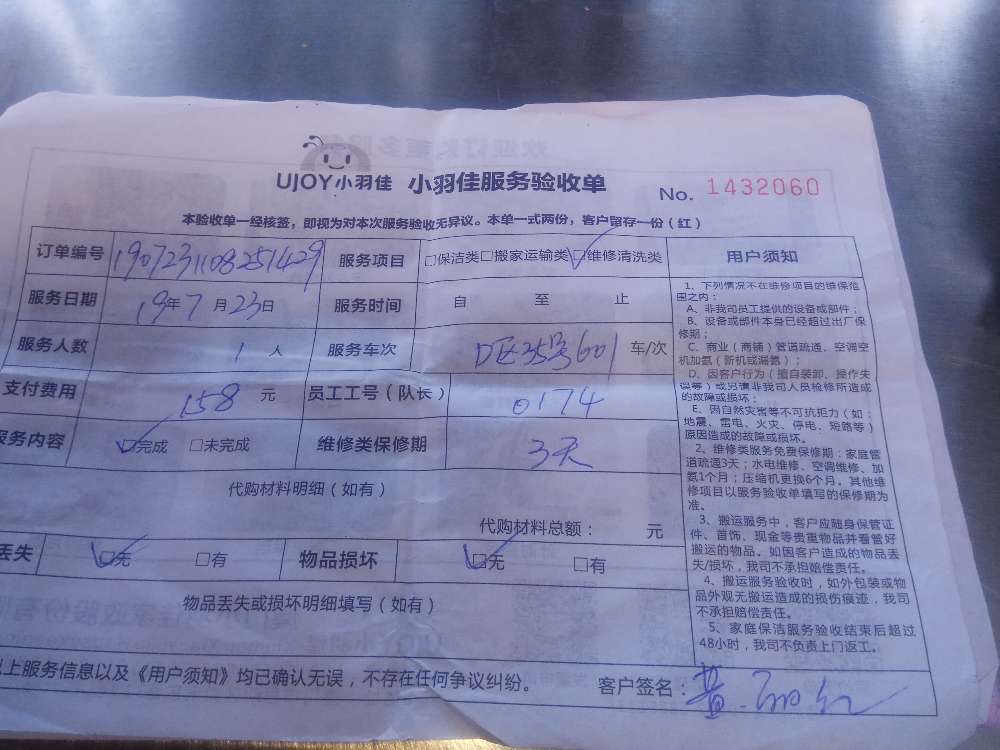 UJOY小羽佳 小羽佳服务验收单 No. 1432060
本验收单一经核签，即视为对本次服务验收无异议。本单一式两份，客户留存一份（红）
订单编号 1907231108251429 服务项目 □保洁类□搬家运输类□维修清洗类 用户须知
服务日期 19年7月23日 服务时间 自 至 止
服务人数 1人 服务车次 D区35号601 车/次
支付费用 158 元 员工工号（队长） 0174
服务内容 □完成 □未完成 维修类保修期 3天
代购材料明细（如有）
代购材料总额： 元
丢失 □无 □有 物品损坏 □无 □有
物品丢失或损坏明细填写（如有）
以上服务信息以及《用户须知》均已确认无误，不存在任何争议纠纷。 客户签名：
1、下列情况不在维修项目的维保范
围之内：
A、非我司员工提供的设备或部件；
B、设备或部件本身已经超过出厂保
修期；
C、商业（商铺）管道疏通、空调空
机加氨（新机或漏氨）；
D、因客户行为（擅自装卸、操作失
误等）或另请非我司人员检修所造成
的故障或损坏；
E、因自然灾害等不可抗拒力（如：
地震、雷电、火灾、停电、短路等）
原因造成的故障或损坏。
2、维修类服务免费保修期：家庭管
道疏通3天；水电维修、空调维修、加
氨1个月；压缩机更换6个月。其他维
修项目以服务验收单填写的保修期为
准。
3、搬运服务中，客户应随身保管证
件、首饰、现金等贵重物品并看管好
搬运的物品。如因客户造成的物品丢
失/损坏，我司不承担赔偿责任。
4、搬运服务验收时，如外包装或物
品外观无搬运造成的损伤痕迹，我司
不承担赔偿责任。
5、家庭保洁服务验收结束后超过
48小时，我司不负责上门返工。